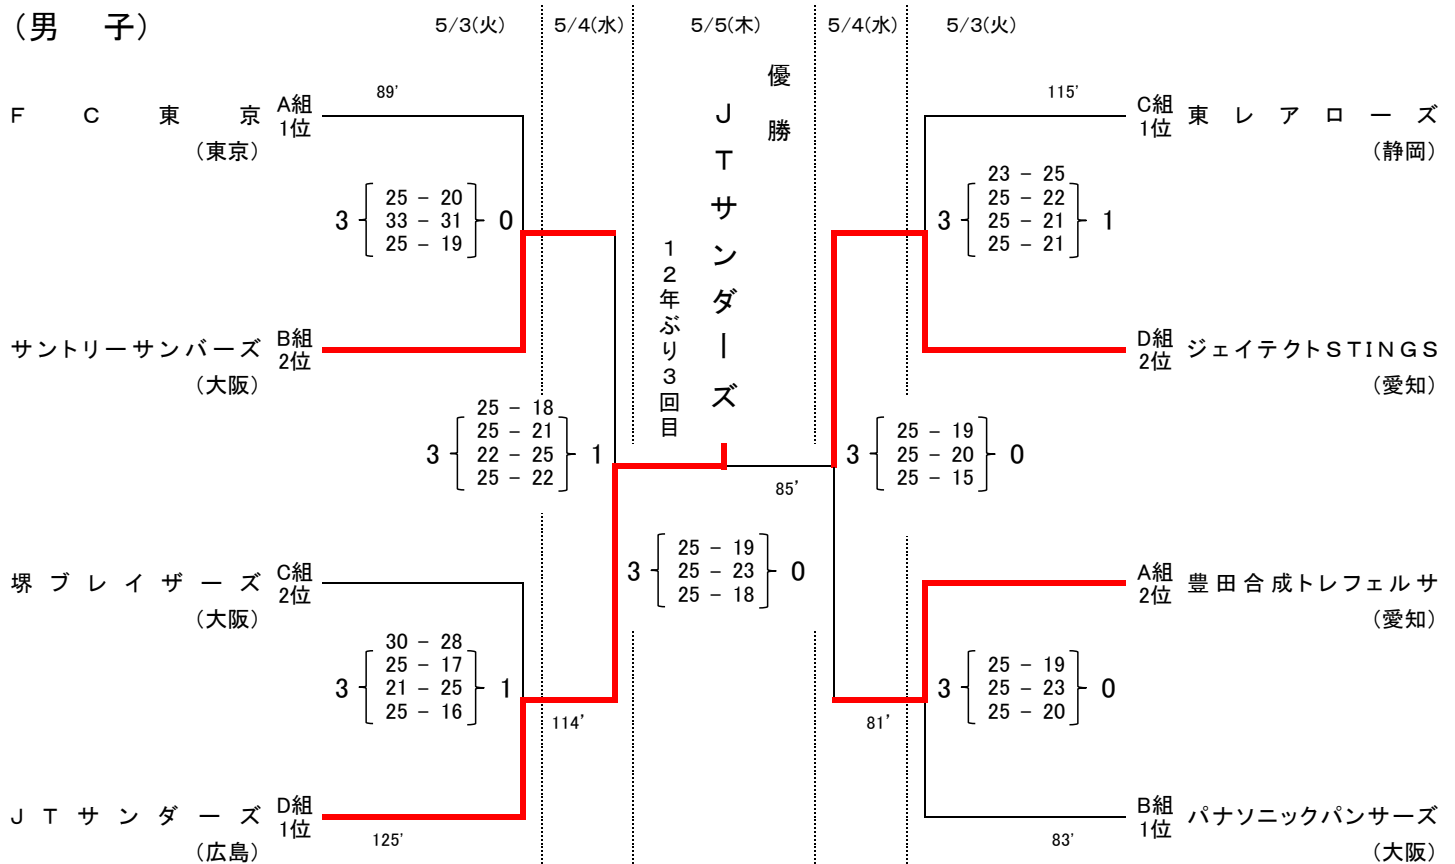 （男　子）
5/3(火)
5/4(水)
5/5(木)
5/4(水)
5/3(火)
優勝
ＪＴサンダーズ
１２年ぶり３回目
89'
ＦＣ東京
A組
1位
（東京）
3
25 － 20
33 － 31
25 － 19
0
サントリーサンバーズ
B組
2位
（大阪）
3
25 － 18
25 － 21
22 － 25
25 － 22
1
堺ブレイザーズ
C組
2位
（大阪）
3
30 － 28
25 － 17
21 － 25
25 － 16
1
114'
ＪＴサンダーズ
D組
1位
（広島）
125'
85'
3
25 － 19
25 － 23
25 － 18
0
115'
C組
1位
東レアローズ
（静岡）
3
23 － 25
25 － 22
25 － 21
25 － 21
1
D組
2位
ジェイテクトＳＴＩＮＧＳ
（愛知）
3
25 － 19
25 － 20
25 － 15
0
A組
2位
豊田合成トレフェルサ
（愛知）
3
25 － 19
25 － 23
25 － 20
0
81'
B組
1位
パナソニックパンサーズ
（大阪）
83'